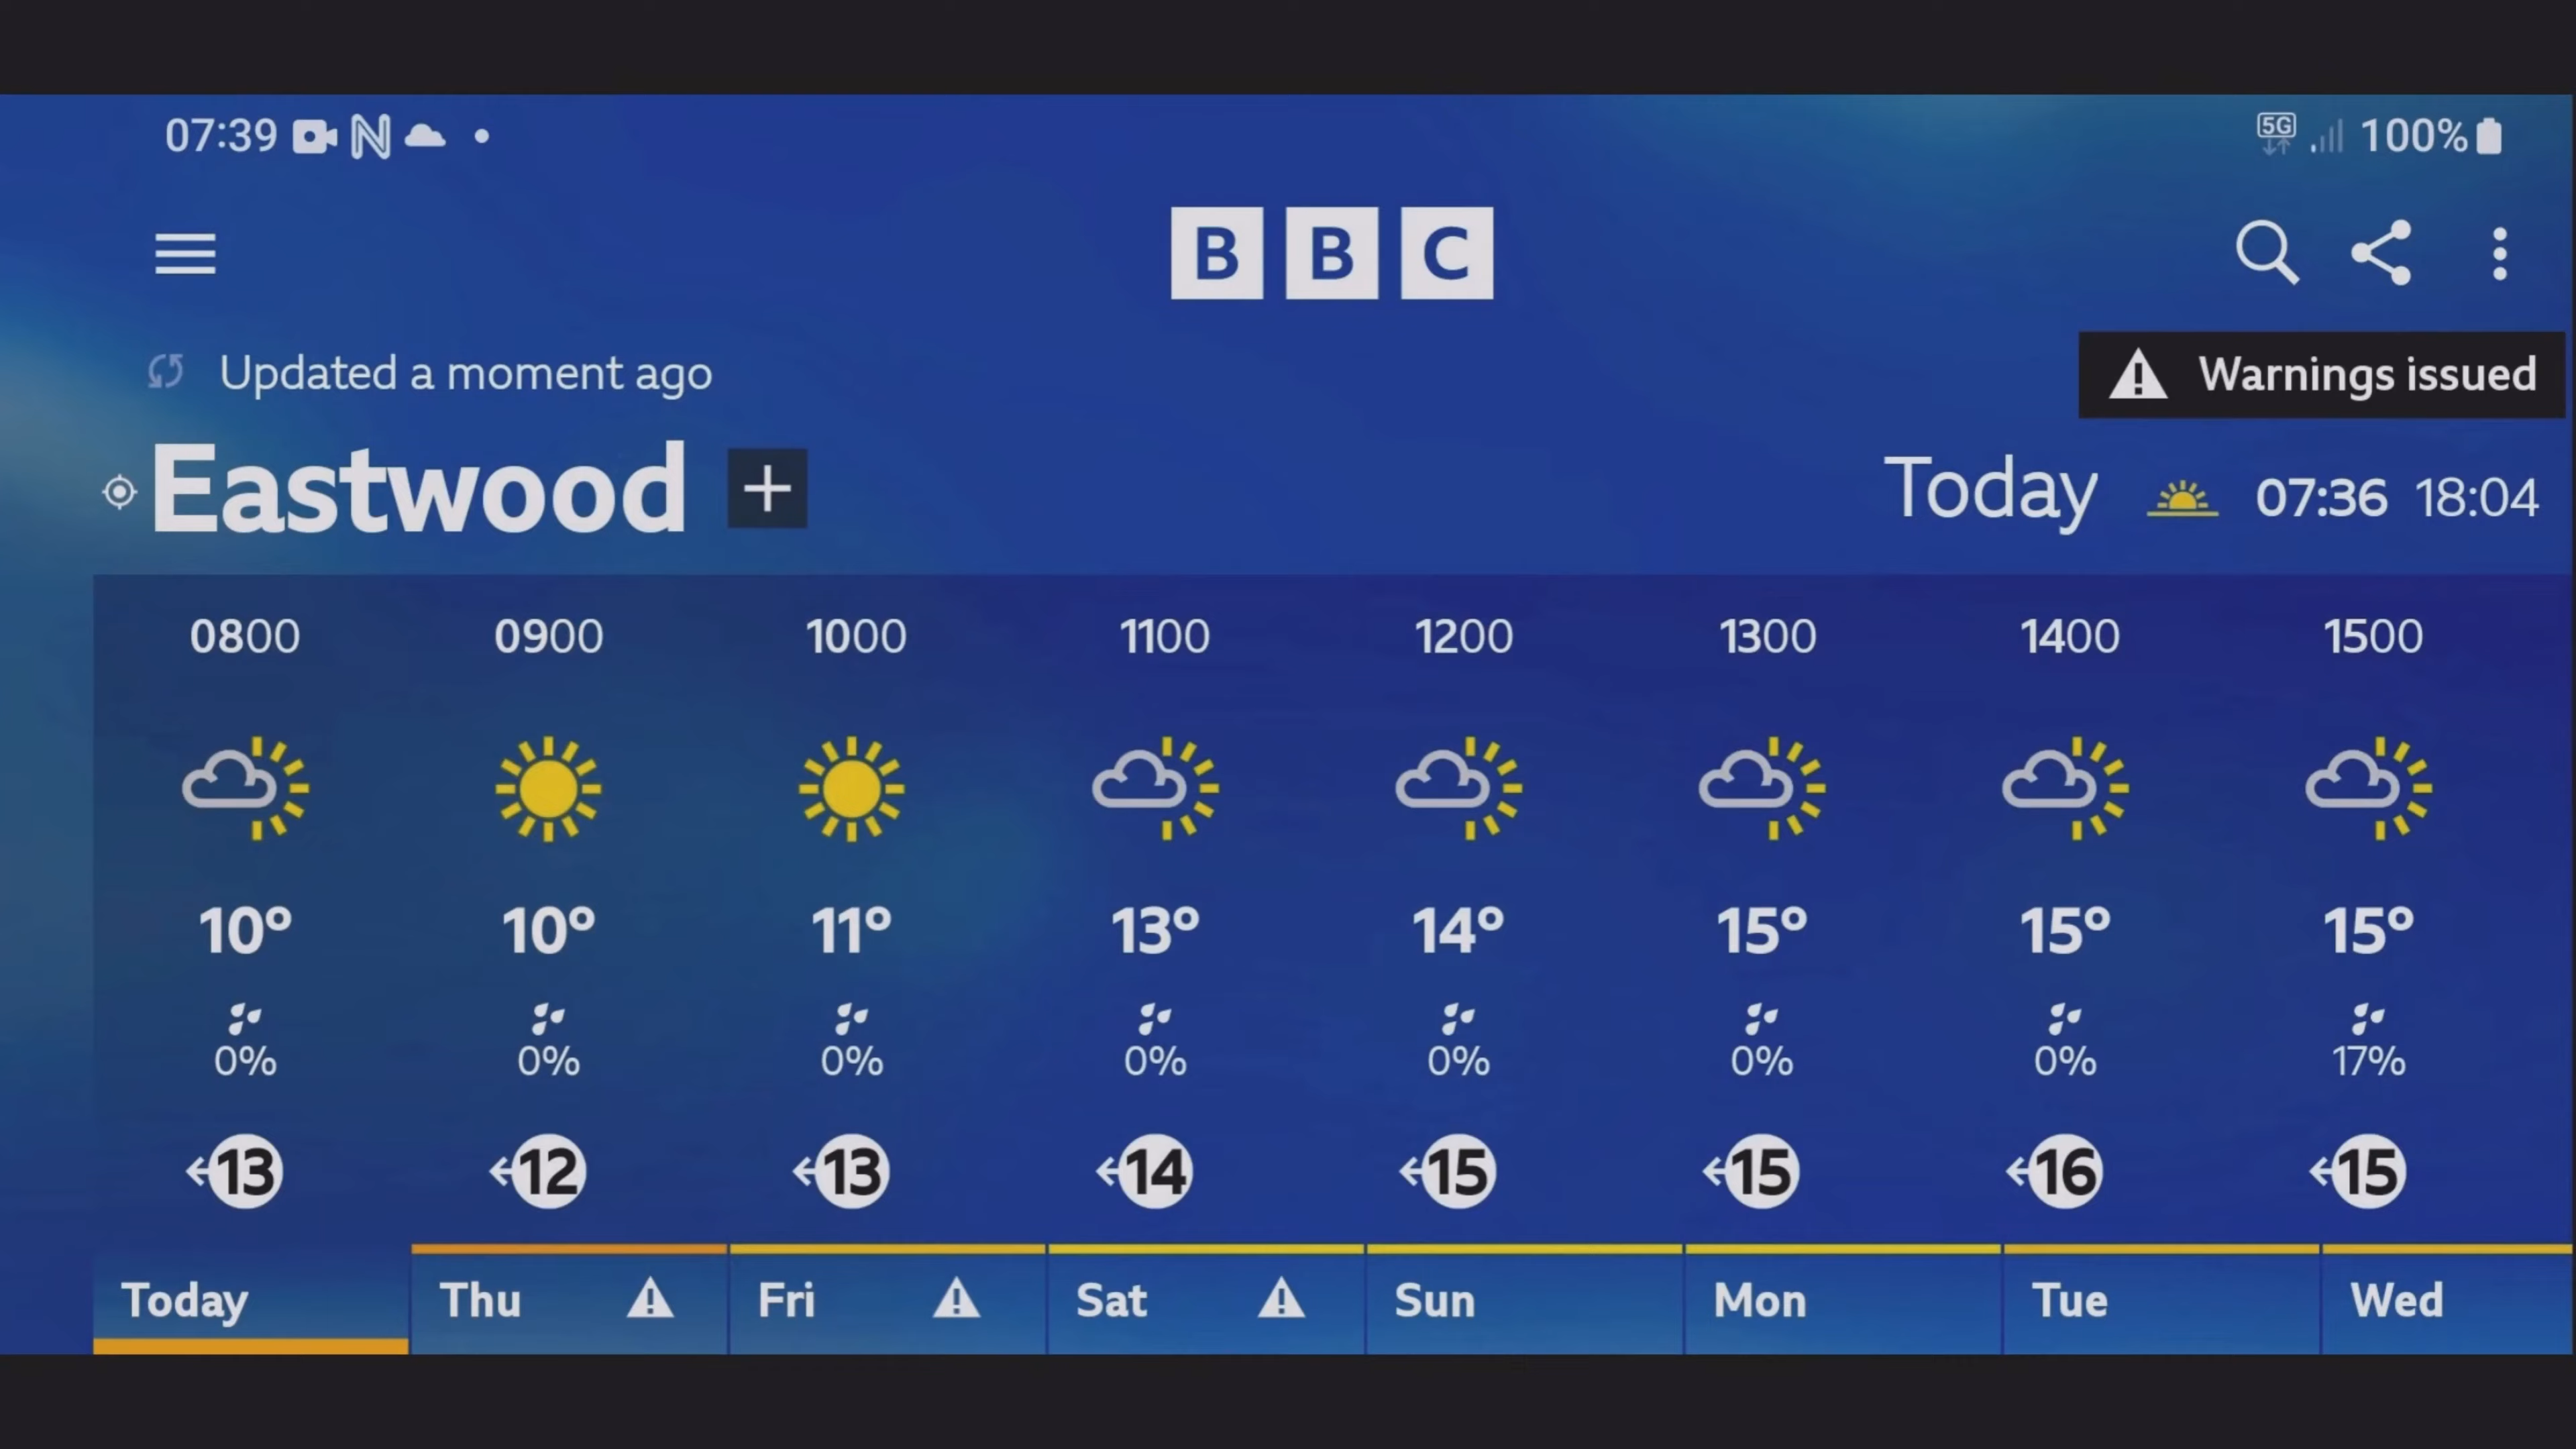 07:39 5G 100%
B B C
Updated a moment ago
Warnings issued
Eastwood + Today 07:36 18:04
0800 0900 1000 1100 1200 1300 1400 1500
10° 10° 11° 13° 14° 15° 15° 15°
0% 0% 0% 0% 0% 0% 0% 17%
13 12 13 14 15 15 16 15
Today Thu Fri Sat Sun Mon Tue Wed